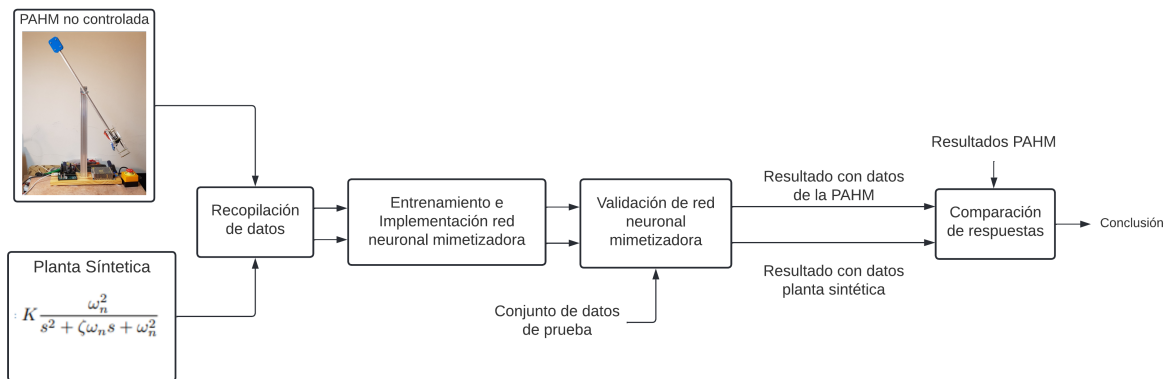 PAHM no controlada
Planta Síntetica
: K ω_n^2 / (s^2 + ζω_n s + ω_n^2)
Recopilación
de datos
Entrenamiento e
Implementación red
neuronal mimetizadora
Validación de red
neuronal
mimetizadora
Conjunto de datos
de prueba
Resultado con datos
de la PAHM
Resultado con datos
planta sintética
Resultados PAHM
Comparación
de respuestas
Conclusión